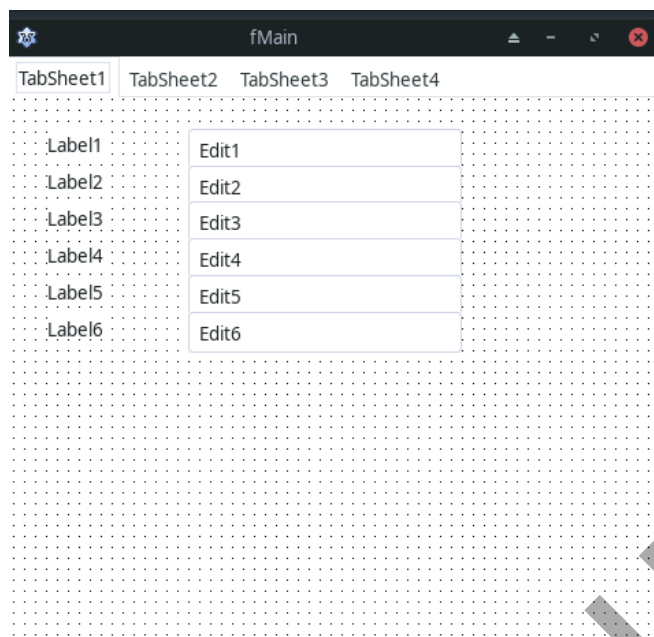 fMain
TabSheet1 TabSheet2 TabSheet3 TabSheet4
Label1 Edit1
Label2 Edit2
Label3 Edit3
Label4 Edit4
Label5 Edit5
Label6 Edit6